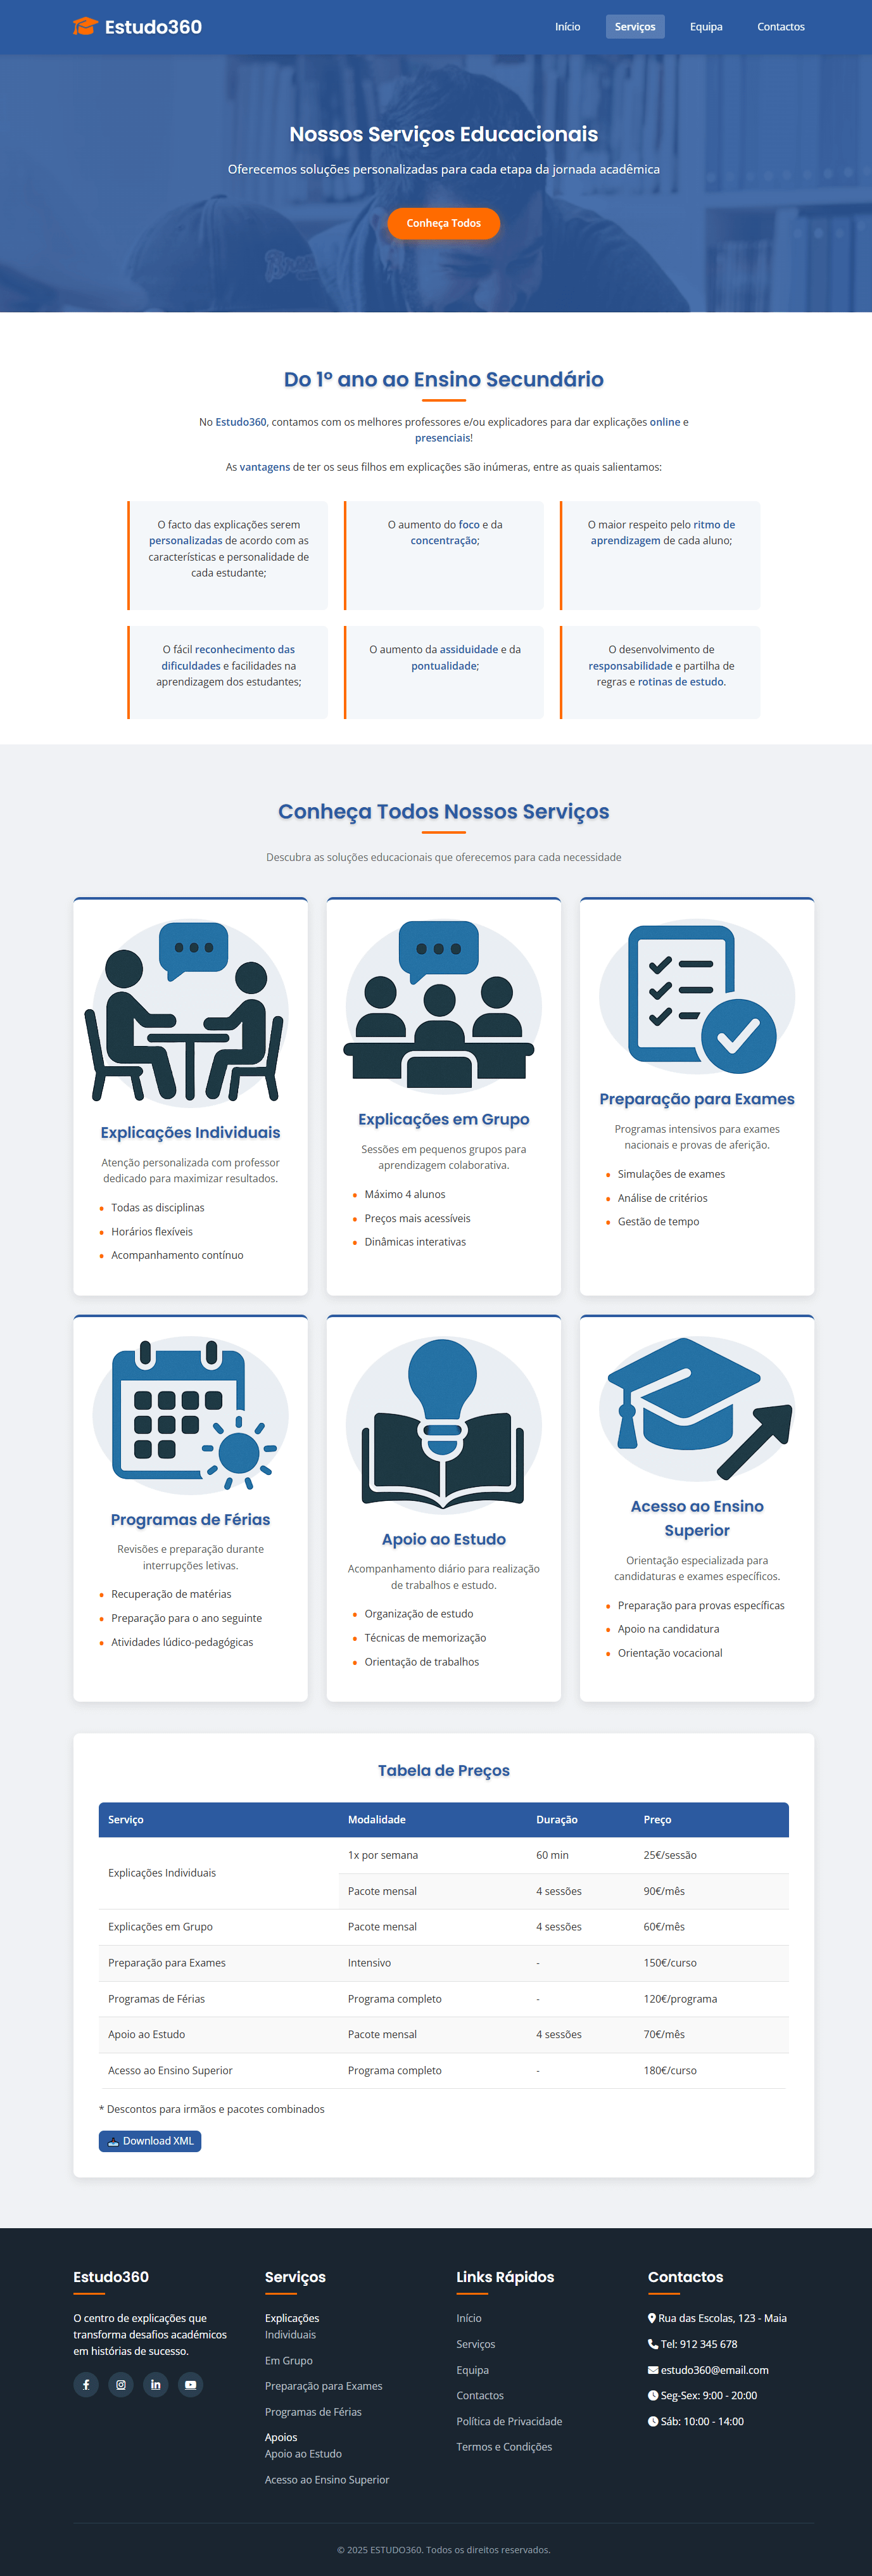 Estudo360
Início
Serviços
Equipa
Contactos
Nossos Serviços Educacionais
Oferecemos soluções personalizadas para cada etapa da jornada acadêmica
Conheça Todos
Do 1º ano ao Ensino Secundário
No Estudo360, contamos com os melhores professores e/ou explicadores para dar explicações online e
presenciais!
As vantagens de ter os seus filhos em explicações são inúmeras, entre as quais salientamos:
O facto das explicações serem
personalizadas de acordo com as
características e personalidade de
cada estudante;
O aumento do foco e da
concentração;
O maior respeito pelo ritmo de
aprendizagem de cada aluno;
O fácil reconhecimento das
dificuldades e facilidades na
aprendizagem dos estudantes;
O aumento da assiduidade e da
pontualidade;
O desenvolvimento de
responsabilidade e partilha de
regras e rotinas de estudo.
Conheça Todos Nossos Serviços
Descubra as soluções educacionais que oferecemos para cada necessidade
Explicações Individuais
Atenção personalizada com professor
dedicado para maximizar resultados.
Todas as disciplinas
Horários flexíveis
Acompanhamento contínuo
Explicações em Grupo
Sessões em pequenos grupos para
aprendizagem colaborativa.
Máximo 4 alunos
Preços mais acessíveis
Dinâmicas interativas
Preparação para Exames
Programas intensivos para exames
nacionais e provas de aferição.
Simulações de exames
Análise de critérios
Gestão de tempo
Programas de Férias
Revisões e preparação durante
interrupções letivas.
Recuperação de matérias
Preparação para o ano seguinte
Atividades lúdico-pedagógicas
Apoio ao Estudo
Acompanhamento diário para realização
de trabalhos e estudo.
Organização de estudo
Técnicas de memorização
Orientação de trabalhos
Acesso ao Ensino
Superior
Orientação especializada para
candidaturas e exames específicos.
Preparação para provas específicas
Apoio na candidatura
Orientação vocacional
Tabela de Preços
Serviço Modalidade Duração Preço
Explicações Individuais
1x por semana 60 min 25€/sessão
Pacote mensal 4 sessões 90€/mês
Explicações em Grupo Pacote mensal 4 sessões 60€/mês
Preparação para Exames Intensivo - 150€/curso
Programas de Férias Programa completo - 120€/programa
Apoio ao Estudo Pacote mensal 4 sessões 70€/mês
Acesso ao Ensino Superior Programa completo - 180€/curso
* Descontos para irmãos e pacotes combinados
Download XML
Estudo360
O centro de explicações que
transforma desafios académicos
em histórias de sucesso.
Serviços
Explicações
Individuais
Em Grupo
Preparação para Exames
Programas de Férias
Apoios
Apoio ao Estudo
Acesso ao Ensino Superior
Links Rápidos
Início
Serviços
Equipa
Contactos
Política de Privacidade
Termos e Condições
Contactos
Rua das Escolas, 123 - Maia
Tel: 912 345 678
estudo360@email.com
Seg-Sex: 9:00 - 20:00
Sáb: 10:00 - 14:00
© 2025 ESTUDO360. Todos os direitos reservados.